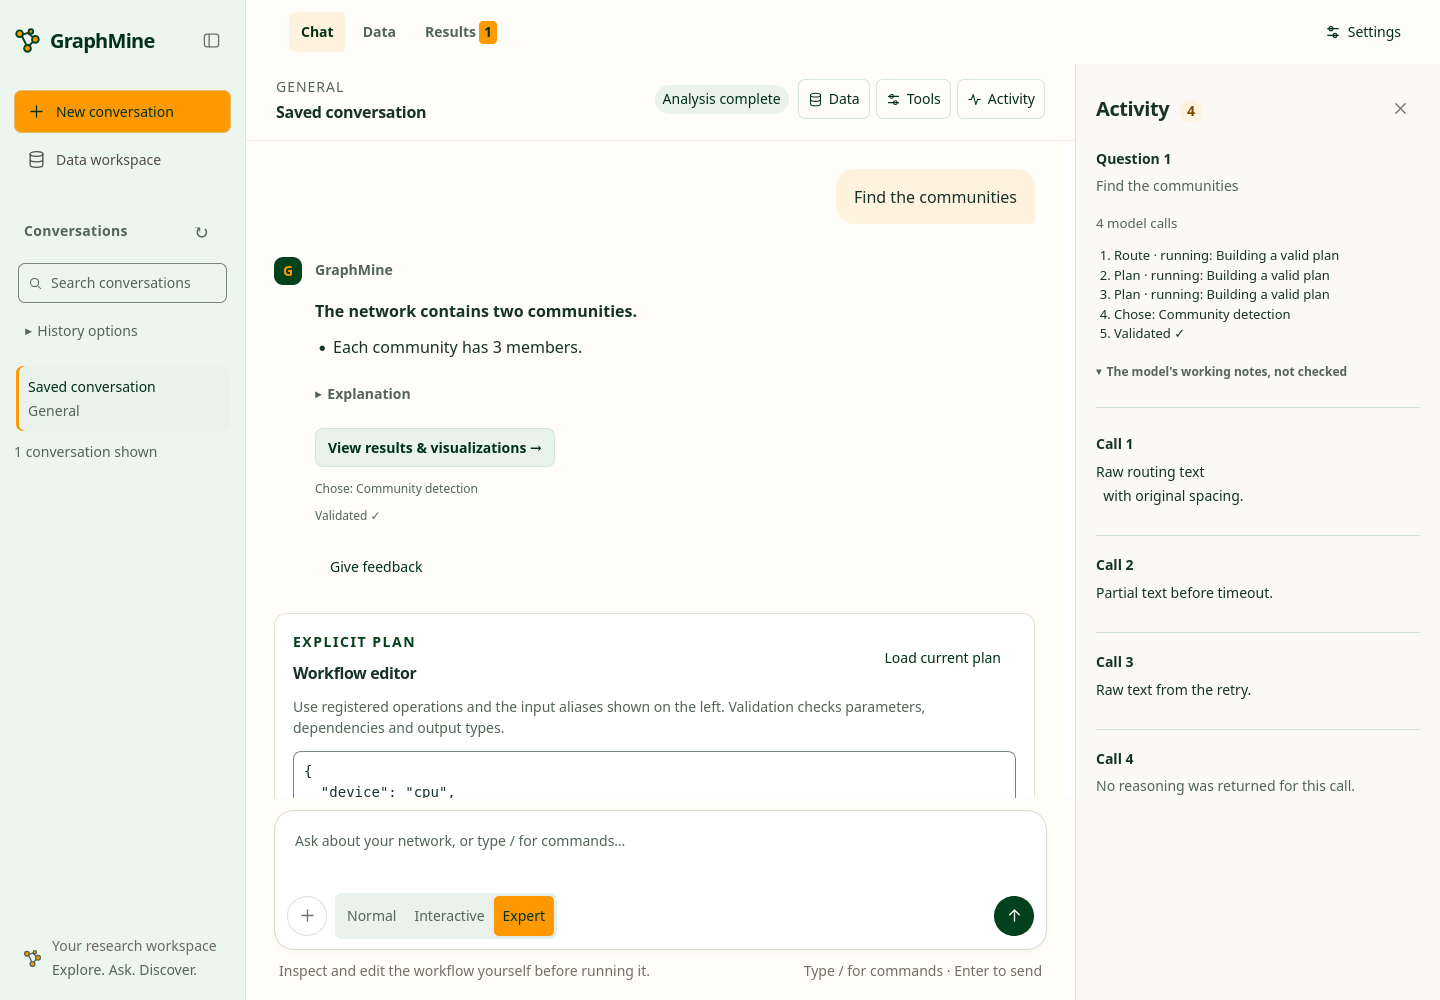 GraphMine
New conversation
Data workspace
Conversations
Search conversations
▸ History options
Saved conversation
General
1 conversation shown
Your research workspace
Explore. Ask. Discover.
Chat
Data
Results 1
Settings
GENERAL
Saved conversation
Analysis complete
Data
Tools
Activity
Find the communities
G
GraphMine
The network contains two communities.
• Each community has 3 members.
▸ Explanation
View results & visualizations →
Chose: Community detection
Validated ✓
Give feedback
EXPLICIT PLAN
Workflow editor
Load current plan
Use registered operations and the input aliases shown on the left. Validation checks parameters,
dependencies and output types.
{
"device": "cpu",
Ask about your network, or type / for commands...
Normal
Interactive
Expert
Inspect and edit the workflow yourself before running it.
Type / for commands · Enter to send
Activity 4
Question 1
Find the communities
4 model calls
1. Route · running: Building a valid plan
2. Plan · running: Building a valid plan
3. Plan · running: Building a valid plan
4. Chose: Community detection
5. Validated ✓
▾ The model's working notes, not checked
Call 1
Raw routing text
with original spacing.
Call 2
Partial text before timeout.
Call 3
Raw text from the retry.
Call 4
No reasoning was returned for this call.